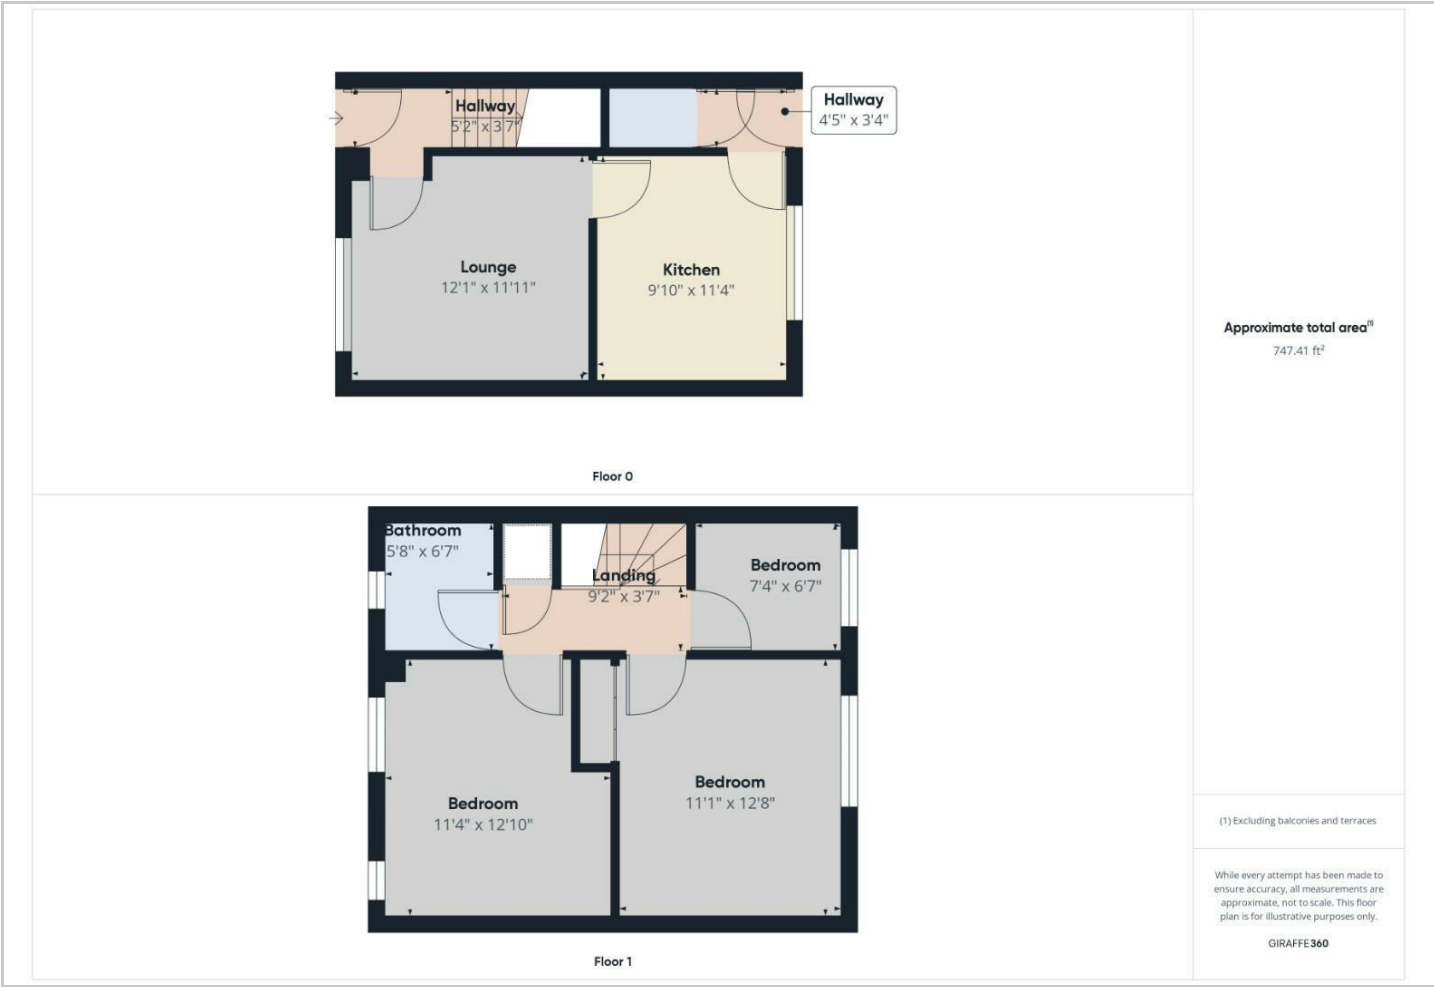 Hallway
5'2" x 3'7"
Hallway
4'5" x 3'4"
Lounge
12'1" x 11'11"
Kitchen
9'10" x 11'4"
Floor 0
Bathroom
5'8" x 6'7"
Landing
9'2" x 3'7"
Bedroom
7'4" x 6'7"
Bedroom
11'4" x 12'10"
Bedroom
11'1" x 12'8"
Floor 1
Approximate total area(1)
747.41 ft²
(1) Excluding balconies and terraces
While every attempt has been made to
ensure accuracy, all measurements are
approximate, not to scale. This floor
plan is for illustrative purposes only.
GIRAFFE360